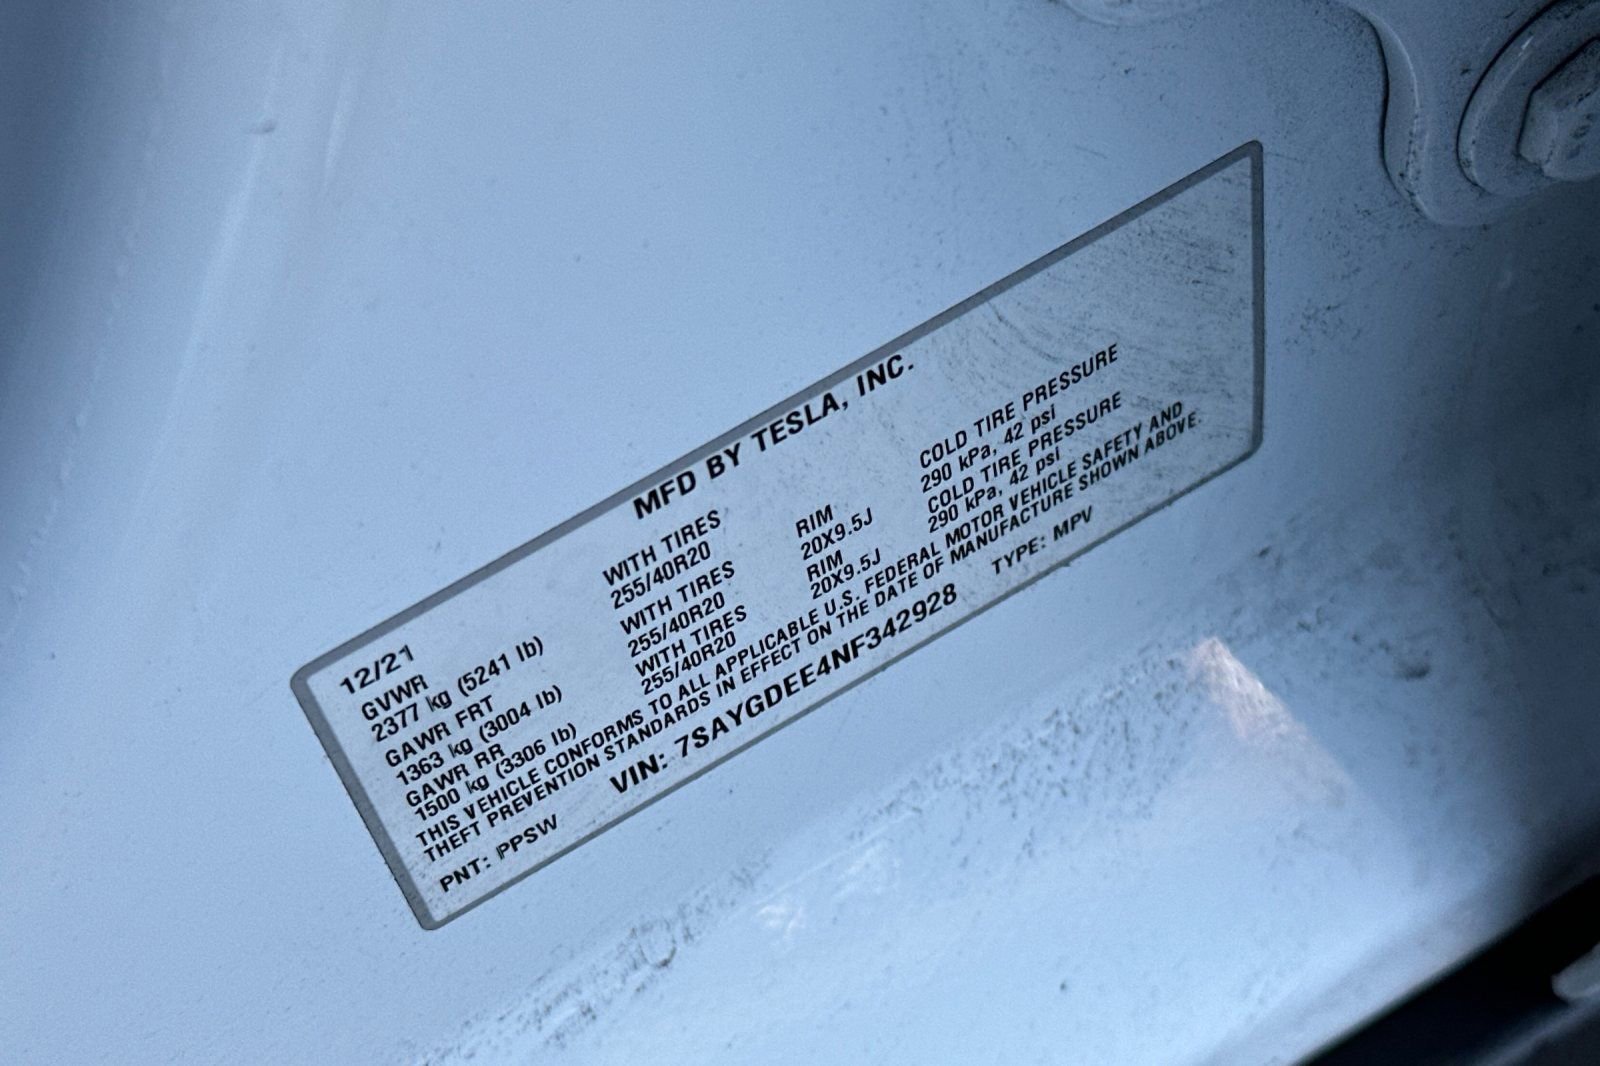 MFD BY TESLA, INC.
12/21
GVWR
2377 kg (5241 lb)
WITH TIRES
255/40R20
RIM
20X9.5J
COLD TIRE PRESSURE
290 kPa, 42 psi
GAWR FRT
1363 kg (3004 lb)
WITH TIRES
255/40R20
RIM
20X9.5J
COLD TIRE PRESSURE
290 kPa, 42 psi
GAWR RR
1500 kg (3306 lb)
WITH TIRES
255/40R20
THIS VEHICLE CONFORMS TO ALL APPLICABLE U.S. FEDERAL MOTOR VEHICLE SAFETY AND
THEFT PREVENTION STANDARDS IN EFFECT ON THE DATE OF MANUFACTURE SHOWN ABOVE.
PNT: PPSW VIN: 7SAYGDEE4NF342928 TYPE: MPV